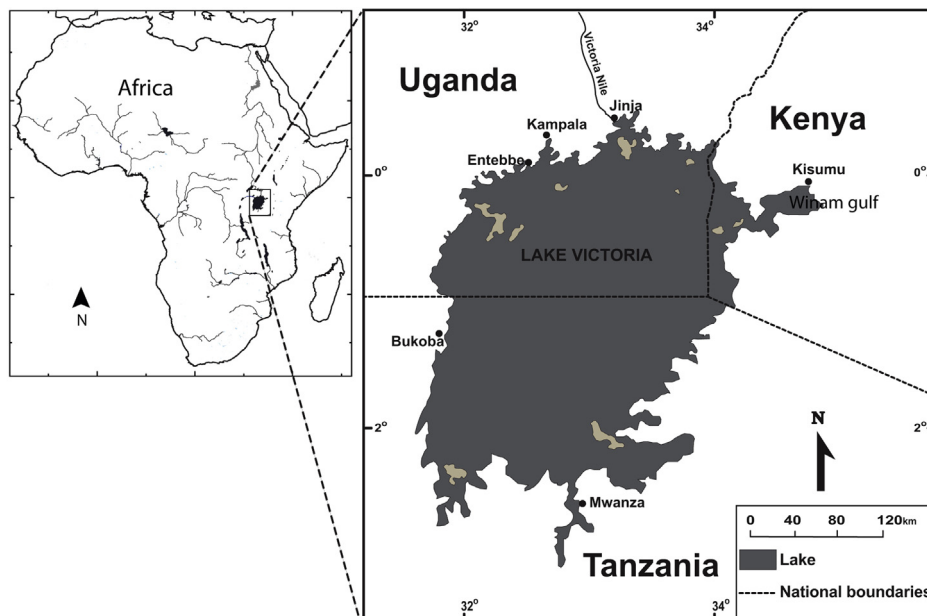 Africa
N
32°
34°
Victoria Nile
Uganda
Jinja
Kampala
Kenya
Entebbe
Kisumu
0°
0°
Winam gulf
LAKE VICTORIA
Bukoba
2°
2°
N
Mwanza
Tanzania
0 40 80 120km
Lake
National boundaries
32°
34°